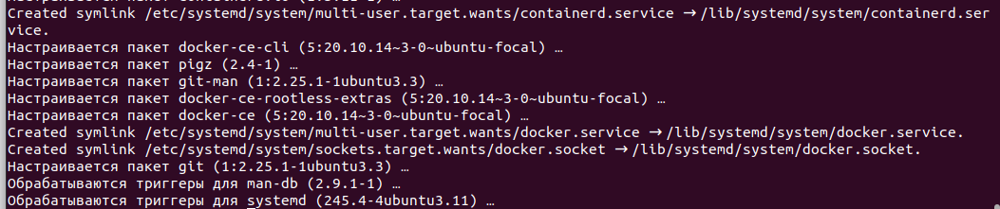 Created symlink /etc/systemd/system/multi-user.target.wants/containerd.service → /lib/systemd/system/containerd.ser
vice.
Настраивается пакет docker-ce-cli (5:20.10.14~3-0~ubuntu-focal) …
Настраивается пакет pigz (2.4-1) …
Настраивается пакет git-man (1:2.25.1-1ubuntu3.3) …
Настраивается пакет docker-ce-rootless-extras (5:20.10.14~3-0~ubuntu-focal) …
Настраивается пакет docker-ce (5:20.10.14~3-0~ubuntu-focal) …
Created symlink /etc/systemd/system/multi-user.target.wants/docker.service → /lib/systemd/system/docker.service.
Created symlink /etc/systemd/system/sockets.target.wants/docker.socket → /lib/systemd/system/docker.socket.
Настраивается пакет git (1:2.25.1-1ubuntu3.3) …
Обрабатываются триггеры для man-db (2.9.1-1) …
Обрабатываются триггеры для systemd (245.4-4ubuntu3.11) …